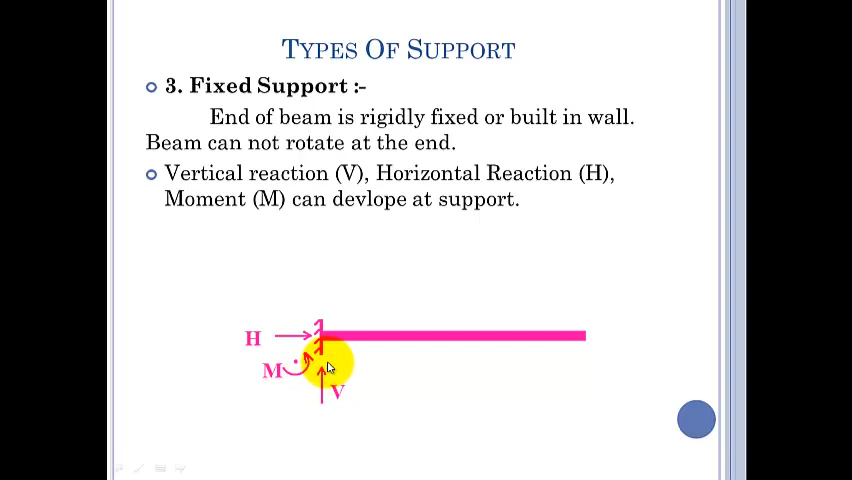 TYPES OF SUPPORT
3. Fixed Support :-
End of beam is rigidly fixed or built in wall.
Beam can not rotate at the end.
Vertical reaction (V), Horizontal Reaction (H),
Moment (M) can devlope at support.
H
M
V